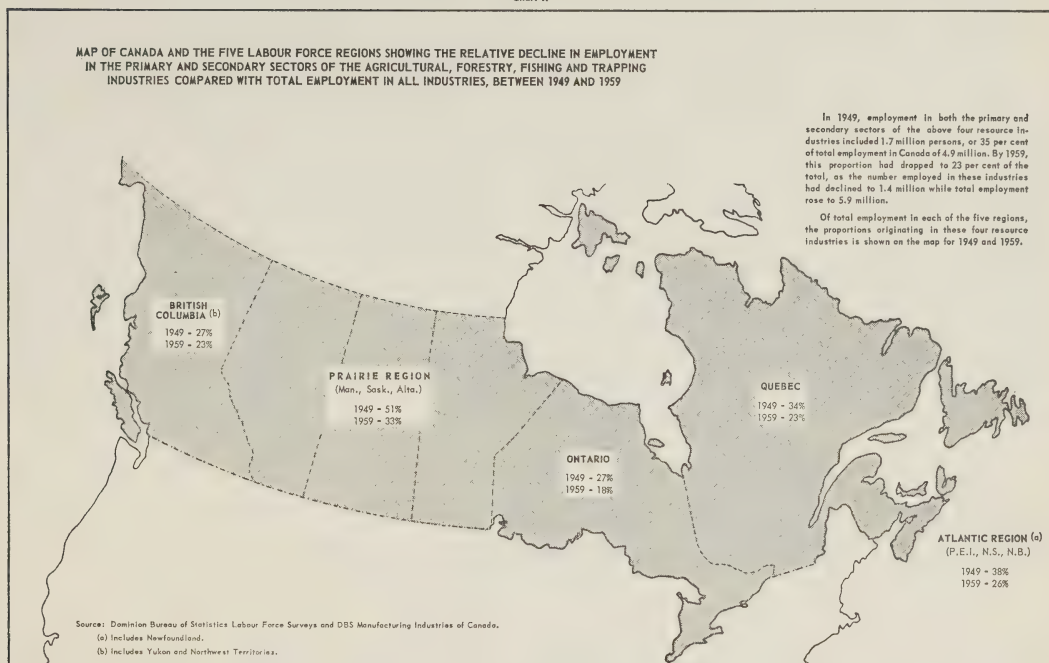 MAP OF CANADA AND THE FIVE LABOUR FORCE REGIONS SHOWING THE RELATIVE DECLINE IN EMPLOYMENT
IN THE PRIMARY AND SECONDARY SECTORS OF THE AGRICULTURAL, FORESTRY, FISHING AND TRAPPING
INDUSTRIES COMPARED WITH TOTAL EMPLOYMENT IN ALL INDUSTRIES, BETWEEN 1949 AND 1959
In 1949, employment in both the primary and
secondary sectors of the above four resource in-
dustries included 1.7 million persons, or 35 per cent
of total employment in Canada of 4.9 million. By 1959,
this proportion had dropped to 23 per cent of the
total, as the number employed in these industries
had declined to 1.4 million while total employment
rose to 5.9 million.
Of total employment in each of the five regions,
the proportions originating in these four resource
industries is shown on the map for 1949 and 1959.
BRITISH
COLUMBIA (b)
1949 - 27%
1959 - 23%
PRAIRIE REGION
(Man., Sask., Alta.)
1949 - 51%
1959 - 33%
QUEBEC
1949 - 34%
1959 - 23%
ONTARIO
1949 - 27%
1959 - 18%
ATLANTIC REGION (a)
(P.E.I., N.S., N.B.)
1949 - 38%
1959 - 26%
Source: Dominion Bureau of Statistics Labour Force Surveys and DBS Manufacturing Industries of Canada.
(a) Includes Newfoundland.
(b) Includes Yukon and Northwest Territories.